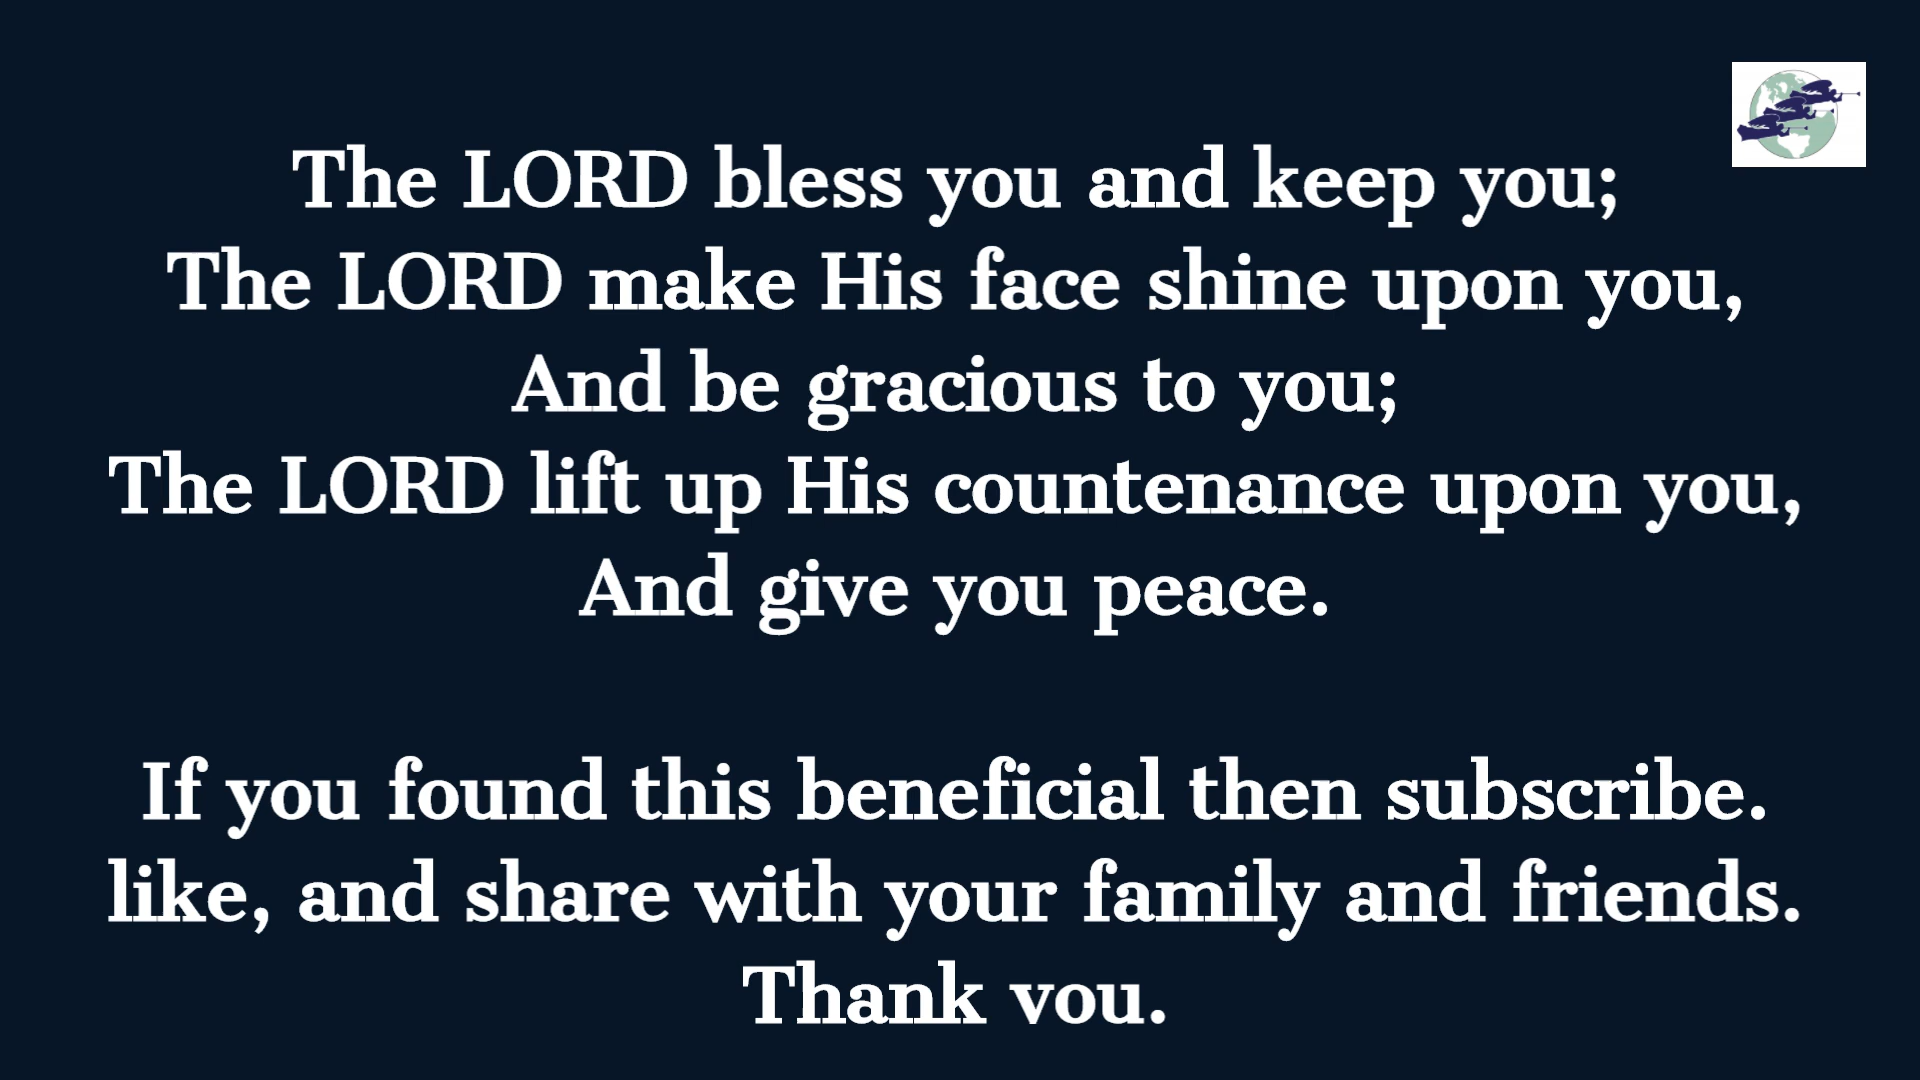 The LORD bless you and keep you;
The LORD make His face shine upon you,
And be gracious to you;
The LORD lift up His countenance upon you,
And give you peace.
If you found this beneficial then subscribe.
like, and share with your family and friends.
Thank you.